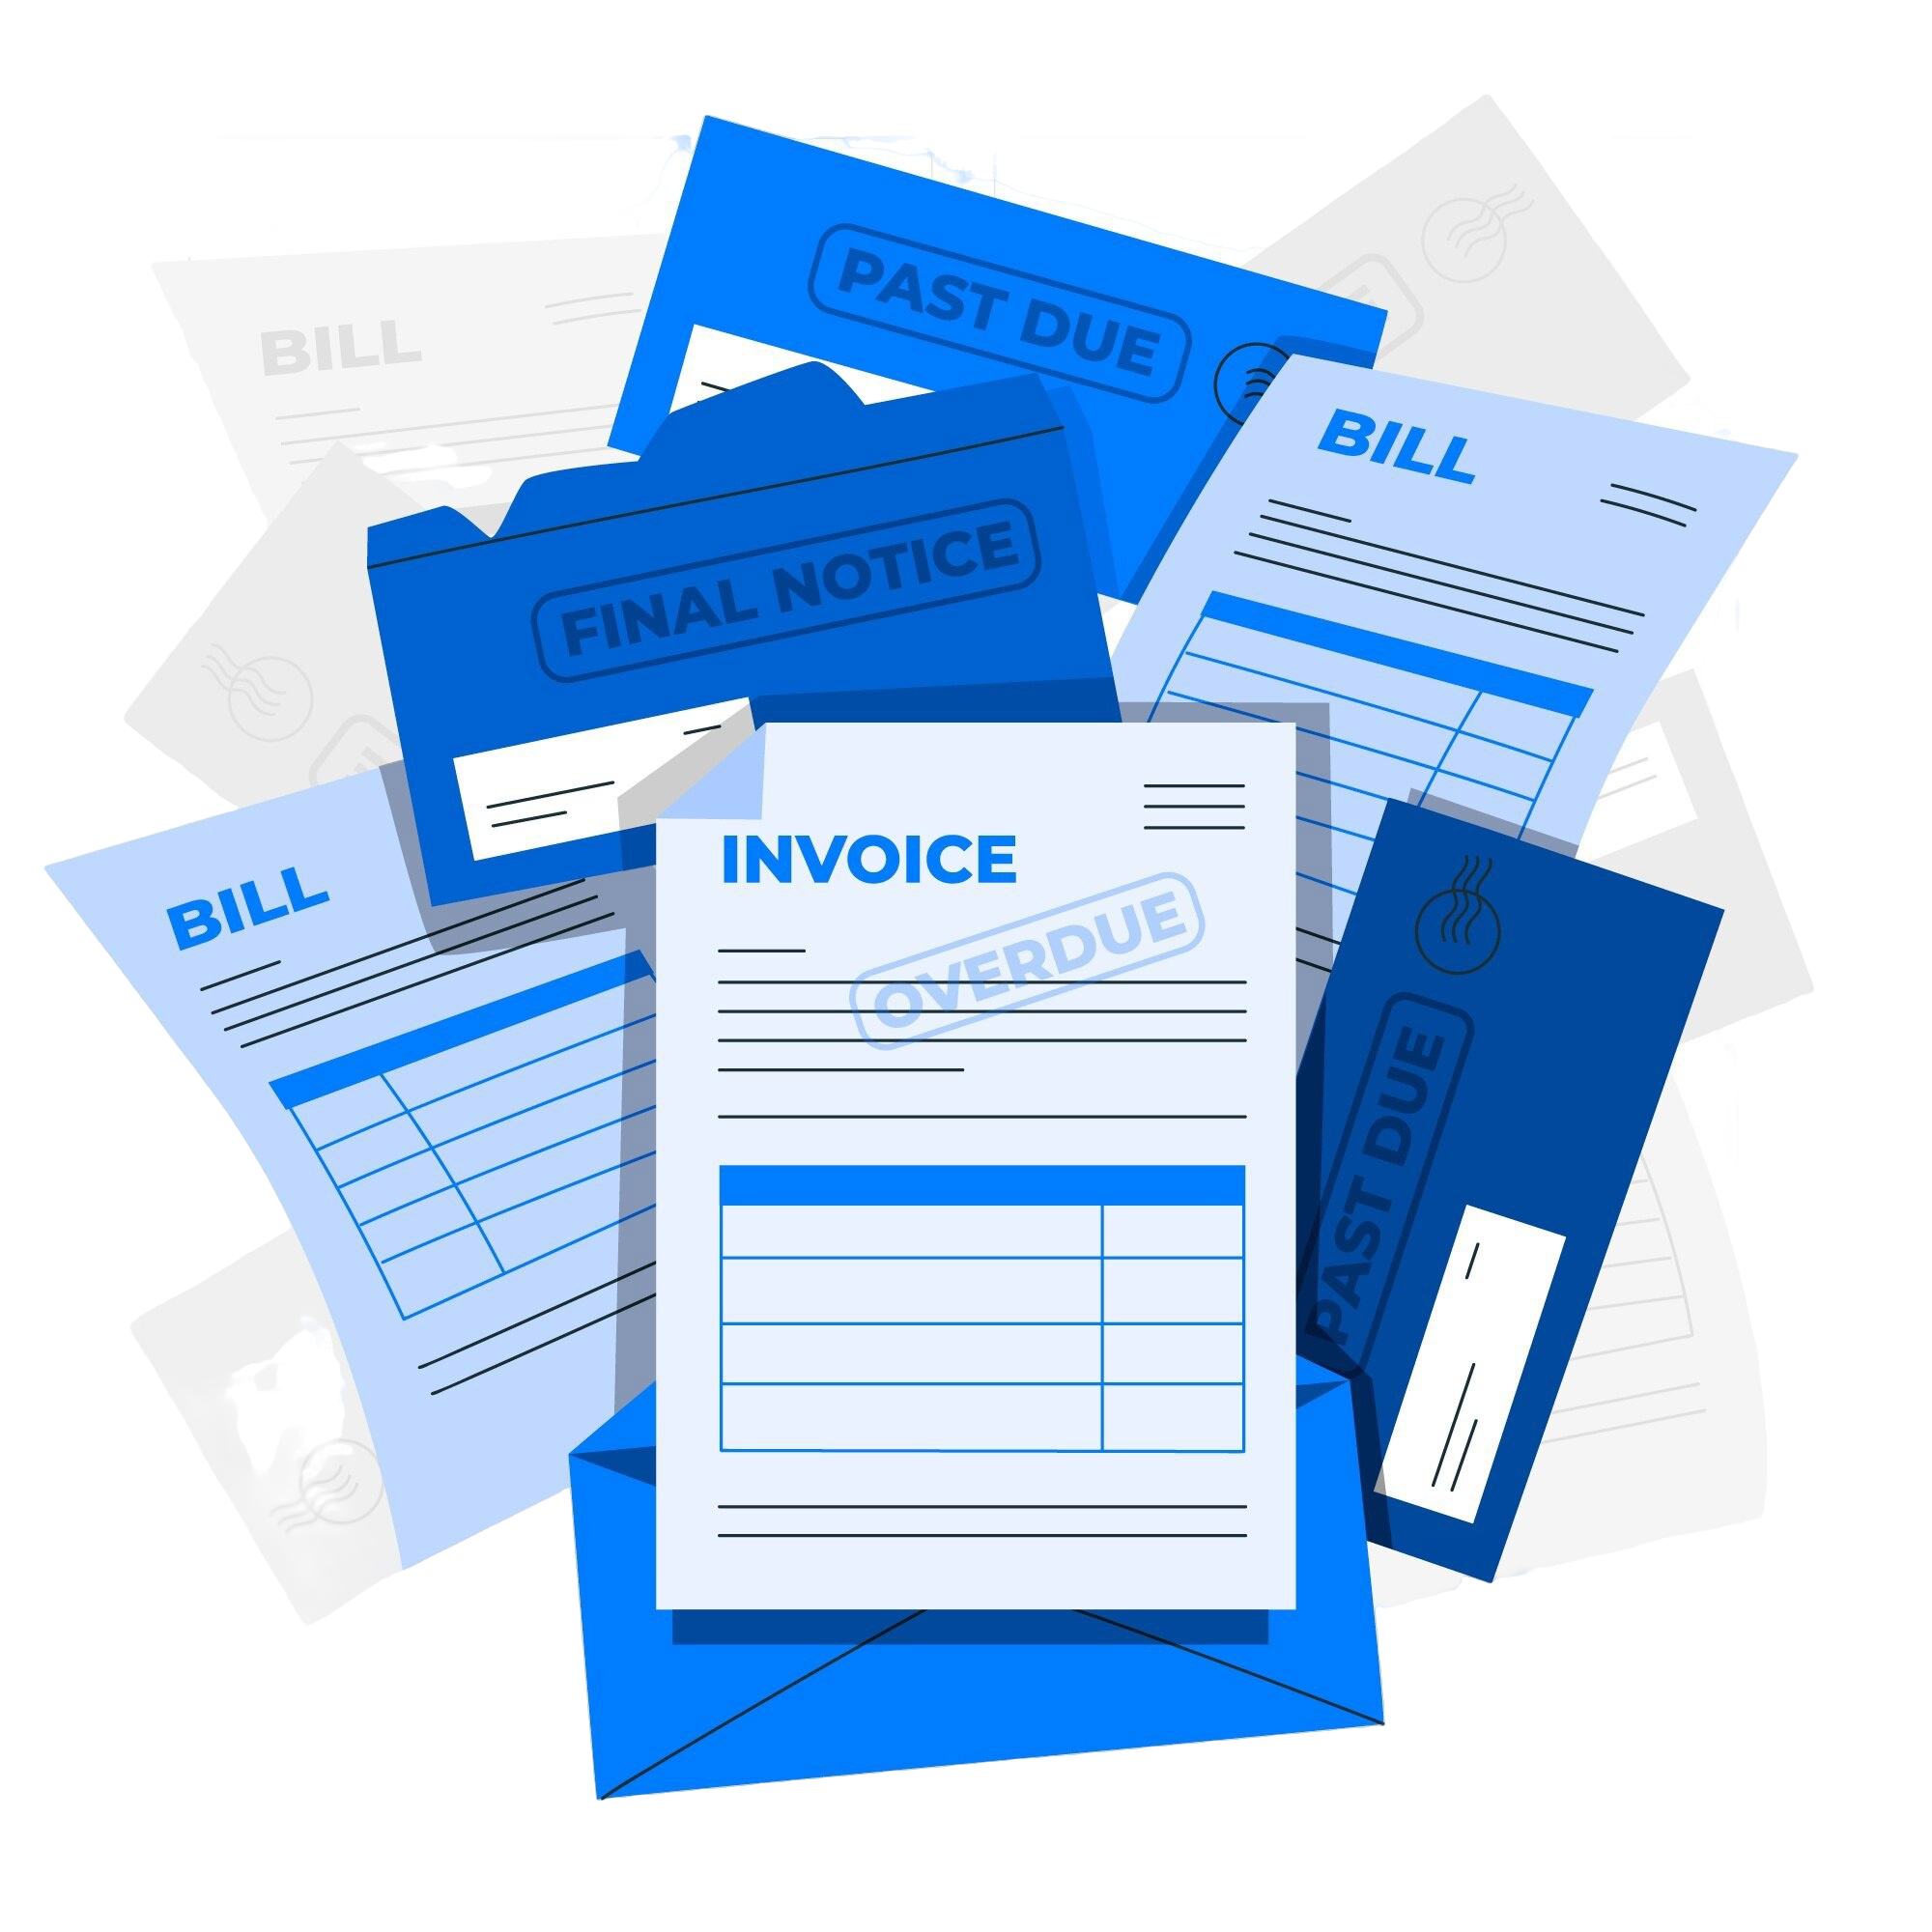 PAST DUE
BILL
BILL
FINAL NOTICE
INVOICE
BILL
OVERDUE
PAST DUE